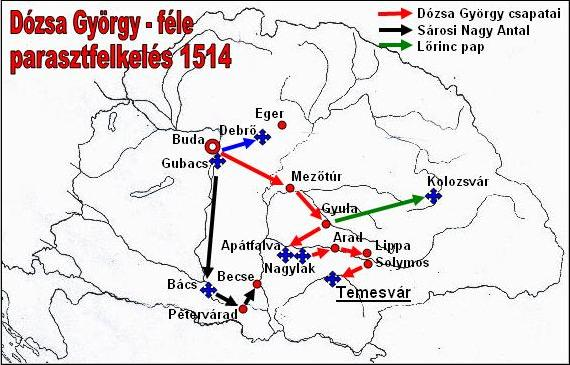 Dózsa György - féle
parasztfelkelés 1514
Dózsa György csapatai
Sárosi Nagy Antal
Lőrinc pap
Eger
Debrö
Buda
Gubacs
Mezőtúr
Kolozsvár
Gyula
Apátfalva
Arad
Lippa
Nagylak
Solymos
Bács
Becse
Temesvár
Pétervárad